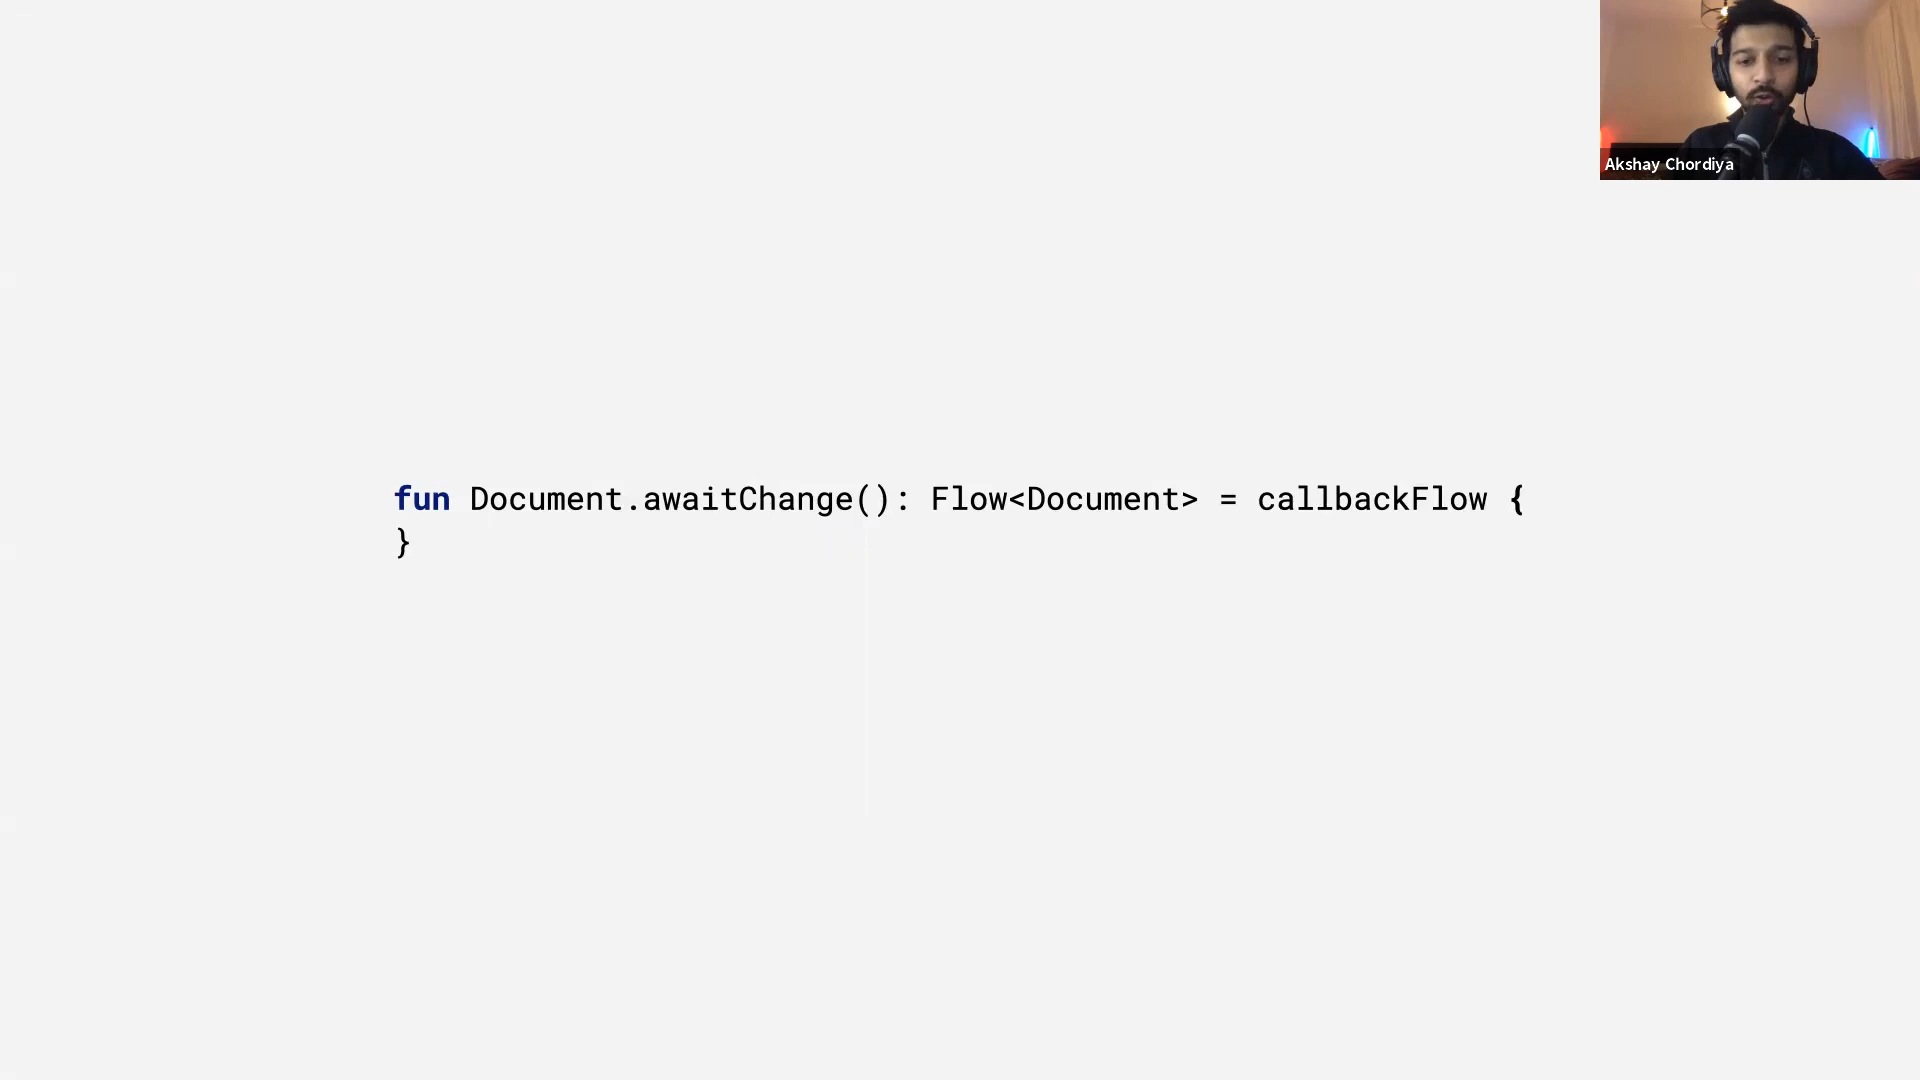 Akshay Chordiya
fun Document.awaitChange(): Flow<Document> = callbackFlow {
}